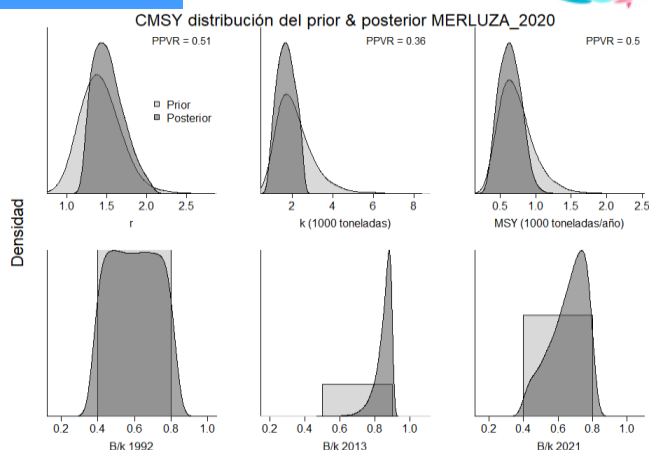 CMSY distribución del prior & posterior MERLUZA_2020
PPVR = 0.51
PPVR = 0.36
PPVR = 0.5
Prior
Posterior
1.0 1.5 2.0 2.5
2 4 6 8
0.5 1.0 1.5 2.0 2.5
r
k (1000 toneladas)
MSY (1000 toneladas/año)
Densidad
0.2 0.4 0.6 0.8 1.0
0.2 0.4 0.6 0.8 1.0
0.2 0.4 0.6 0.8 1.0
B/k 1992
B/k 2013
B/k 2021